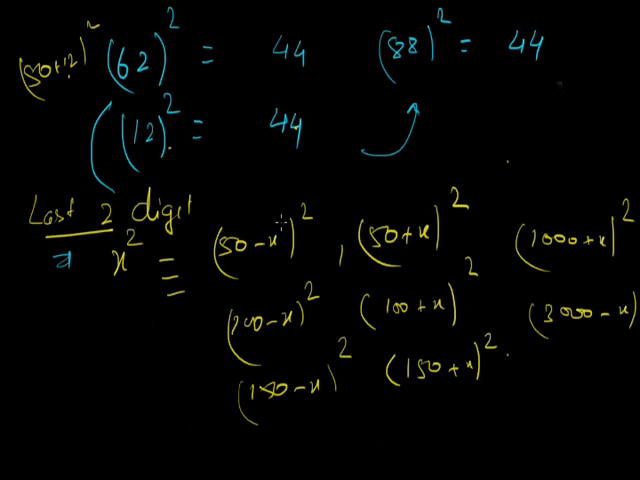 (50+12)² (62)² = 44 (88)² = 44
(12)² = 44
Last 2 digit
x² ≡ (50-x)², (50+x)² (1000+x)²
(100-x)² (100+x)² (3000-x)
(150-x)² (150+x)².